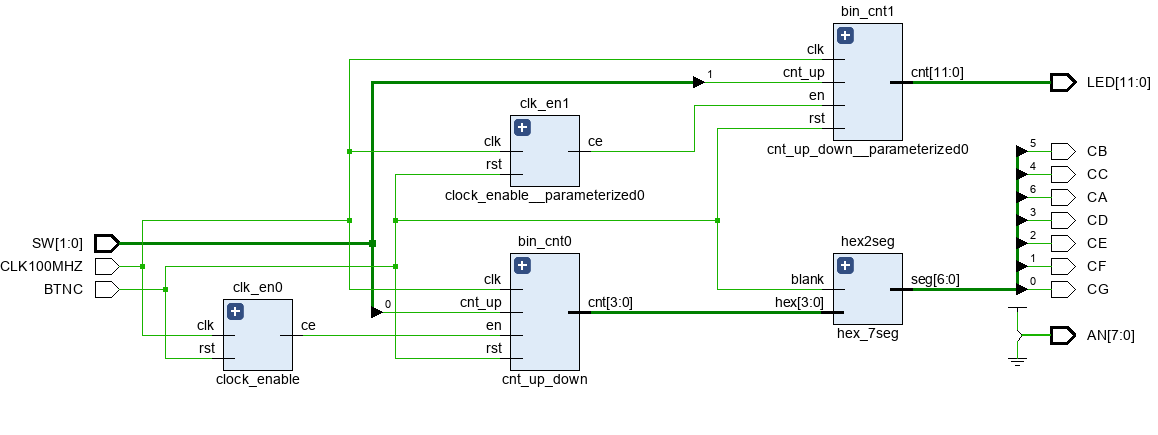 bin_cnt1
clk
cnt_up
en
rst
cnt[11:0]
LED[11:0]
cnt_up_down__parameterized0
1
clk_en1
clk
rst
ce
clock_enable__parameterized0
SW[1:0]
CLK100MHZ
BTNC
clk_en0
clk
rst
ce
clock_enable
bin_cnt0
clk
0
cnt_up
en
rst
cnt[3:0]
cnt_up_down
hex2seg
blank
hex[3:0]
seg[6:0]
hex_7seg
5 CB
4 CC
6 CA
3 CD
2 CE
1 CF
0 CG
AN[7:0]